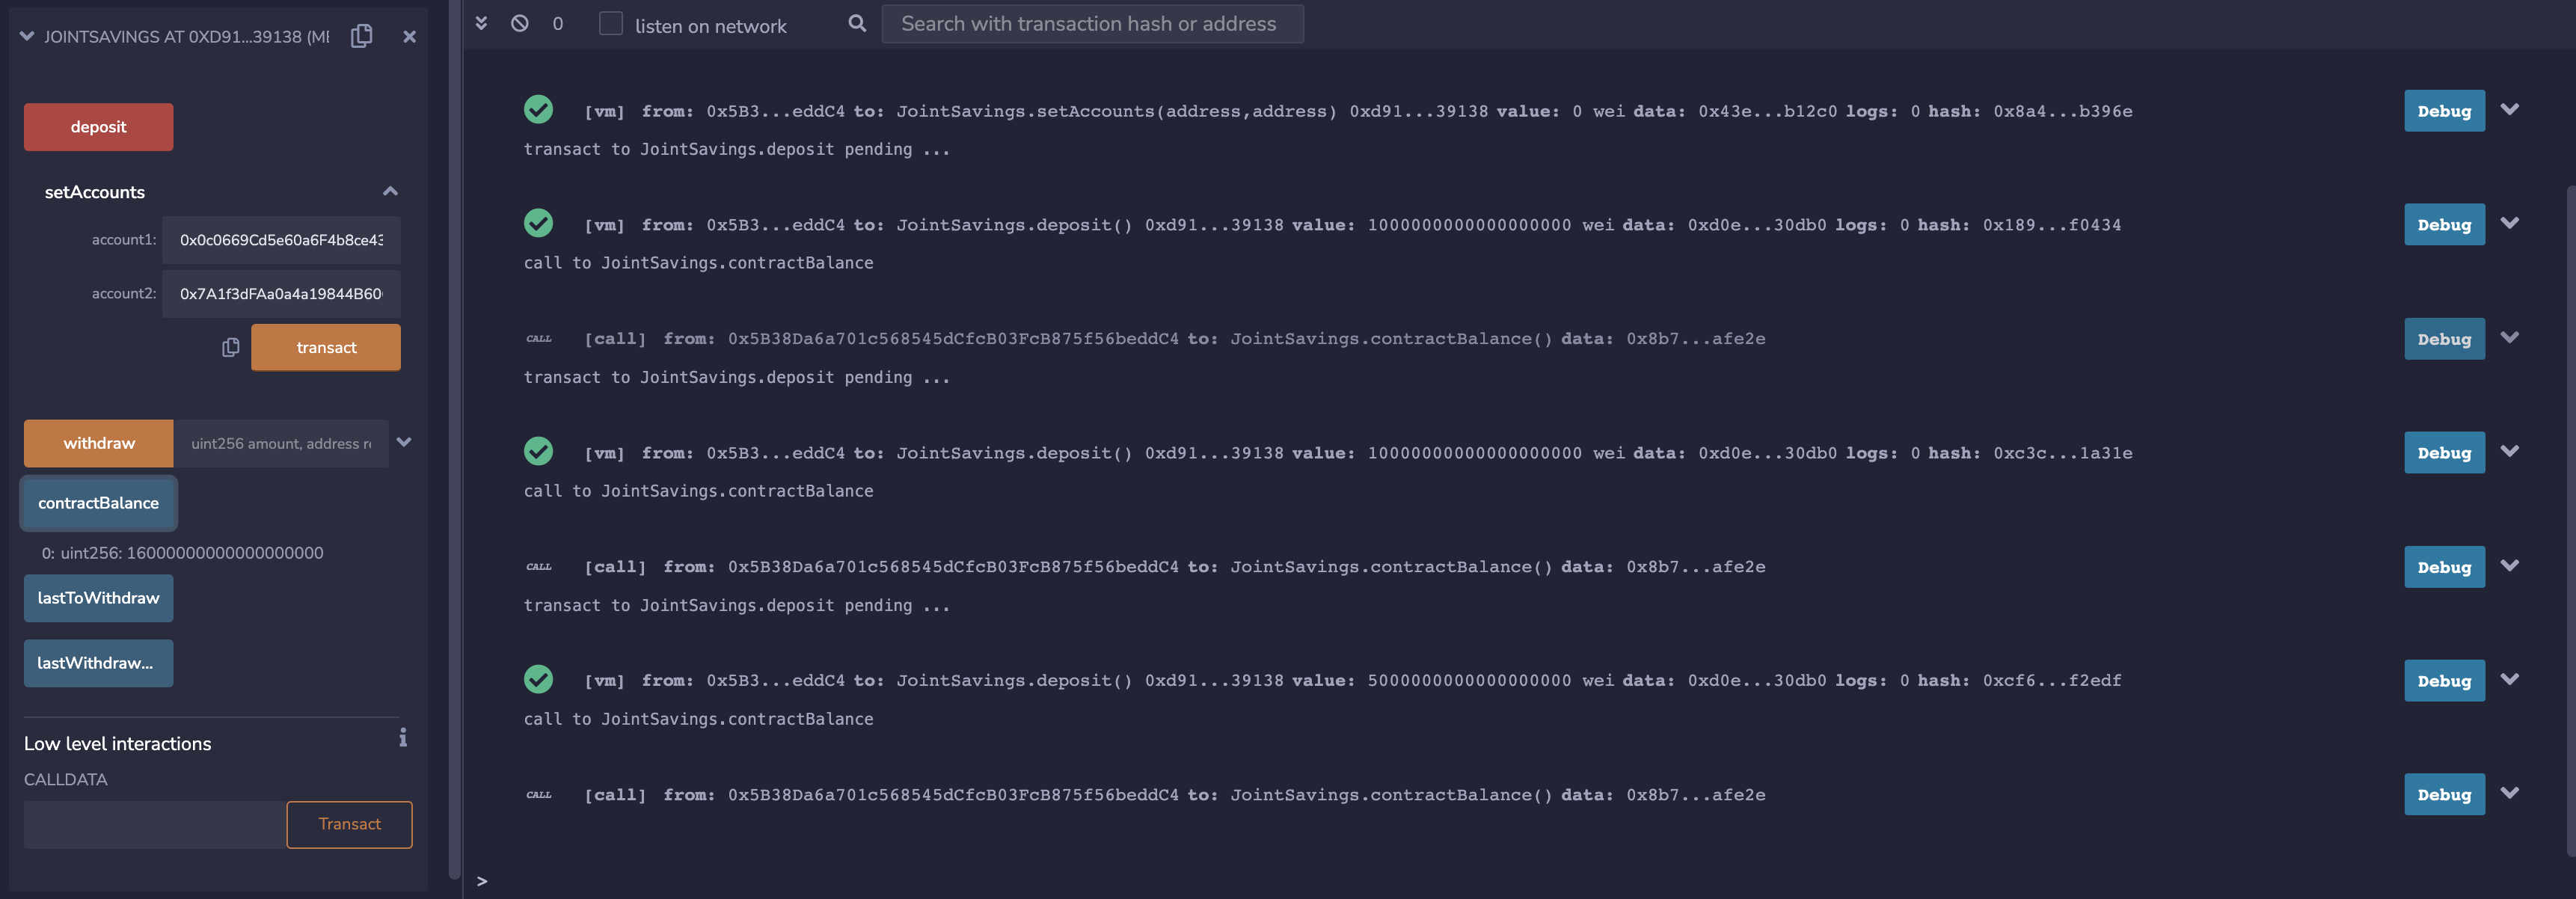 JOINTSAVINGS AT 0XD91...39138 (ME
deposit
setAccounts
account1: 0x0c0669Cd5e60a6F4b8ce43
account2: 0x7A1f3dFAa0a4a19844B60
transact
withdraw uint256 amount, address re
contractBalance
0: uint256: 16000000000000000000
lastToWithdraw
lastWithdraw...
Low level interactions i
CALLDATA
Transact
0 listen on network Search with transaction hash or address
[vm] from: 0x5B3...eddC4 to: JointSavings.setAccounts(address,address) 0xd91...39138 value: 0 wei data: 0x43e...b12c0 logs: 0 hash: 0x8a4...b396e Debug
transact to JointSavings.deposit pending ...
[vm] from: 0x5B3...eddC4 to: JointSavings.deposit() 0xd91...39138 value: 1000000000000000000 wei data: 0xd0e...30db0 logs: 0 hash: 0x189...f0434 Debug
call to JointSavings.contractBalance
CALL [call] from: 0x5B38Da6a701c568545dCfcB03FcB875f56beddC4 to: JointSavings.contractBalance() data: 0x8b7...afe2e Debug
transact to JointSavings.deposit pending ...
[vm] from: 0x5B3...eddC4 to: JointSavings.deposit() 0xd91...39138 value: 10000000000000000000 wei data: 0xd0e...30db0 logs: 0 hash: 0xc3c...1a31e Debug
call to JointSavings.contractBalance
CALL [call] from: 0x5B38Da6a701c568545dCfcB03FcB875f56beddC4 to: JointSavings.contractBalance() data: 0x8b7...afe2e Debug
transact to JointSavings.deposit pending ...
[vm] from: 0x5B3...eddC4 to: JointSavings.deposit() 0xd91...39138 value: 5000000000000000000 wei data: 0xd0e...30db0 logs: 0 hash: 0xcf6...f2edf Debug
call to JointSavings.contractBalance
CALL [call] from: 0x5B38Da6a701c568545dCfcB03FcB875f56beddC4 to: JointSavings.contractBalance() data: 0x8b7...afe2e Debug
>